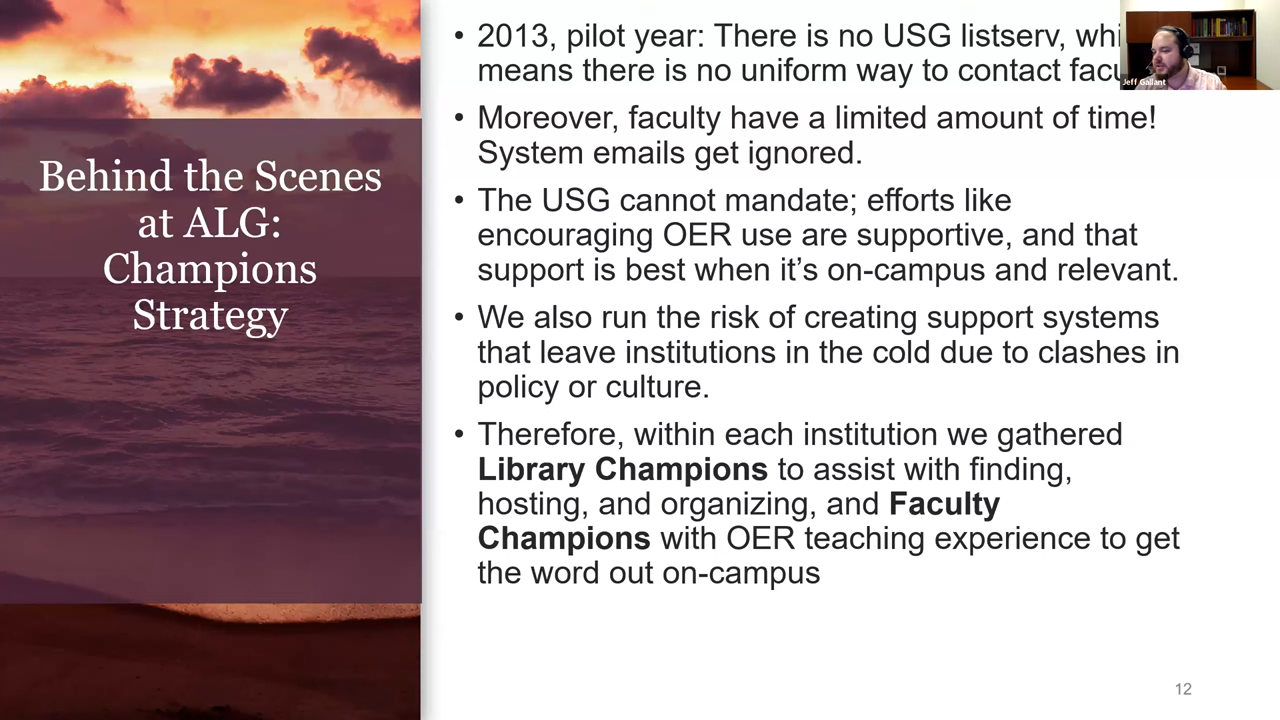 Behind the Scenes
at ALG:
Champions
Strategy
• 2013, pilot year: There is no USG listserv,
means there is no uniform way to contact
• Moreover, faculty have a limited amount of time!
System emails get ignored.
• The USG cannot mandate; efforts like
encouraging OER use are supportive, and that
support is best when it’s on-campus and relevant.
• We also run the risk of creating support systems
that leave institutions in the cold due to clashes in
policy or culture.
• Therefore, within each institution we gathered
Library Champions to assist with finding,
hosting, and organizing, and Faculty
Champions with OER teaching experience to get
the word out on-campus
Jeff Gallant
12